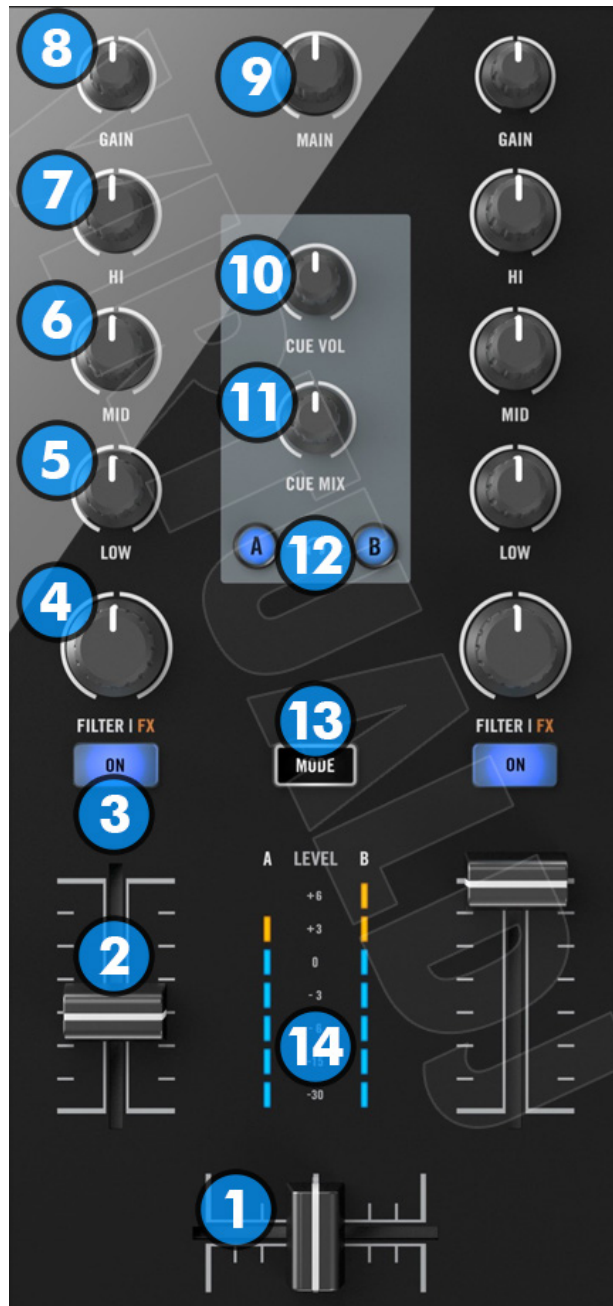 8
9
GAIN
MAIN
GAIN
7
HI
HI
10
6
CUE VOL
MID
MID
11
5
CUE MIX
LOW
LOW
A
12
B
4
FILTER | FX
FILTER | FX
13
ON
MODE
ON
3
A LEVEL B
+6
+3
2
0
-3
14
-30
1